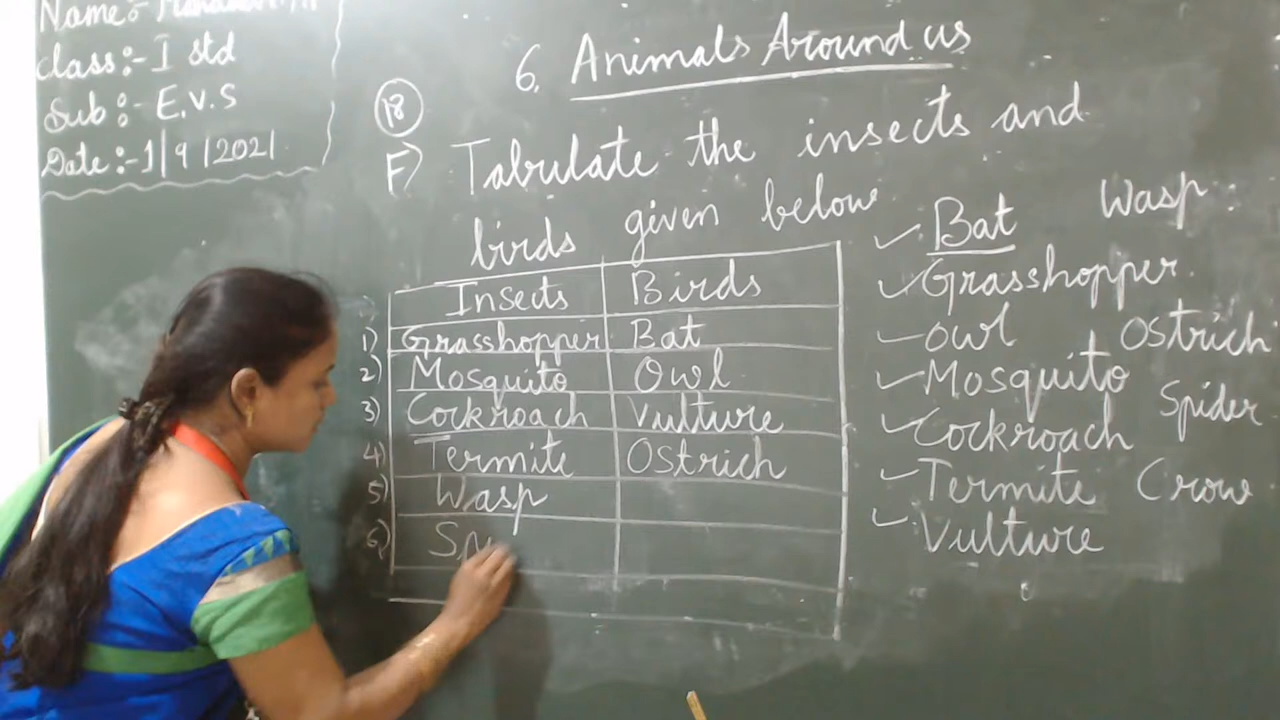 Name:-
Class:- I std
Sub:- E.V.S
Date:-1/9/2021
6. Animals Around us
18
F) Tabulate the insects and
birds given below
Insects Birds
1) Grasshopper Bat
2) Mosquito Owl
3) Cockroach Vulture
4) Termite Ostrich
5) Wasp
6)
Bat Wasp
Grasshopper
Owl Ostrich
Mosquito
Spider
Cockroach
Termite Crow
Vulture